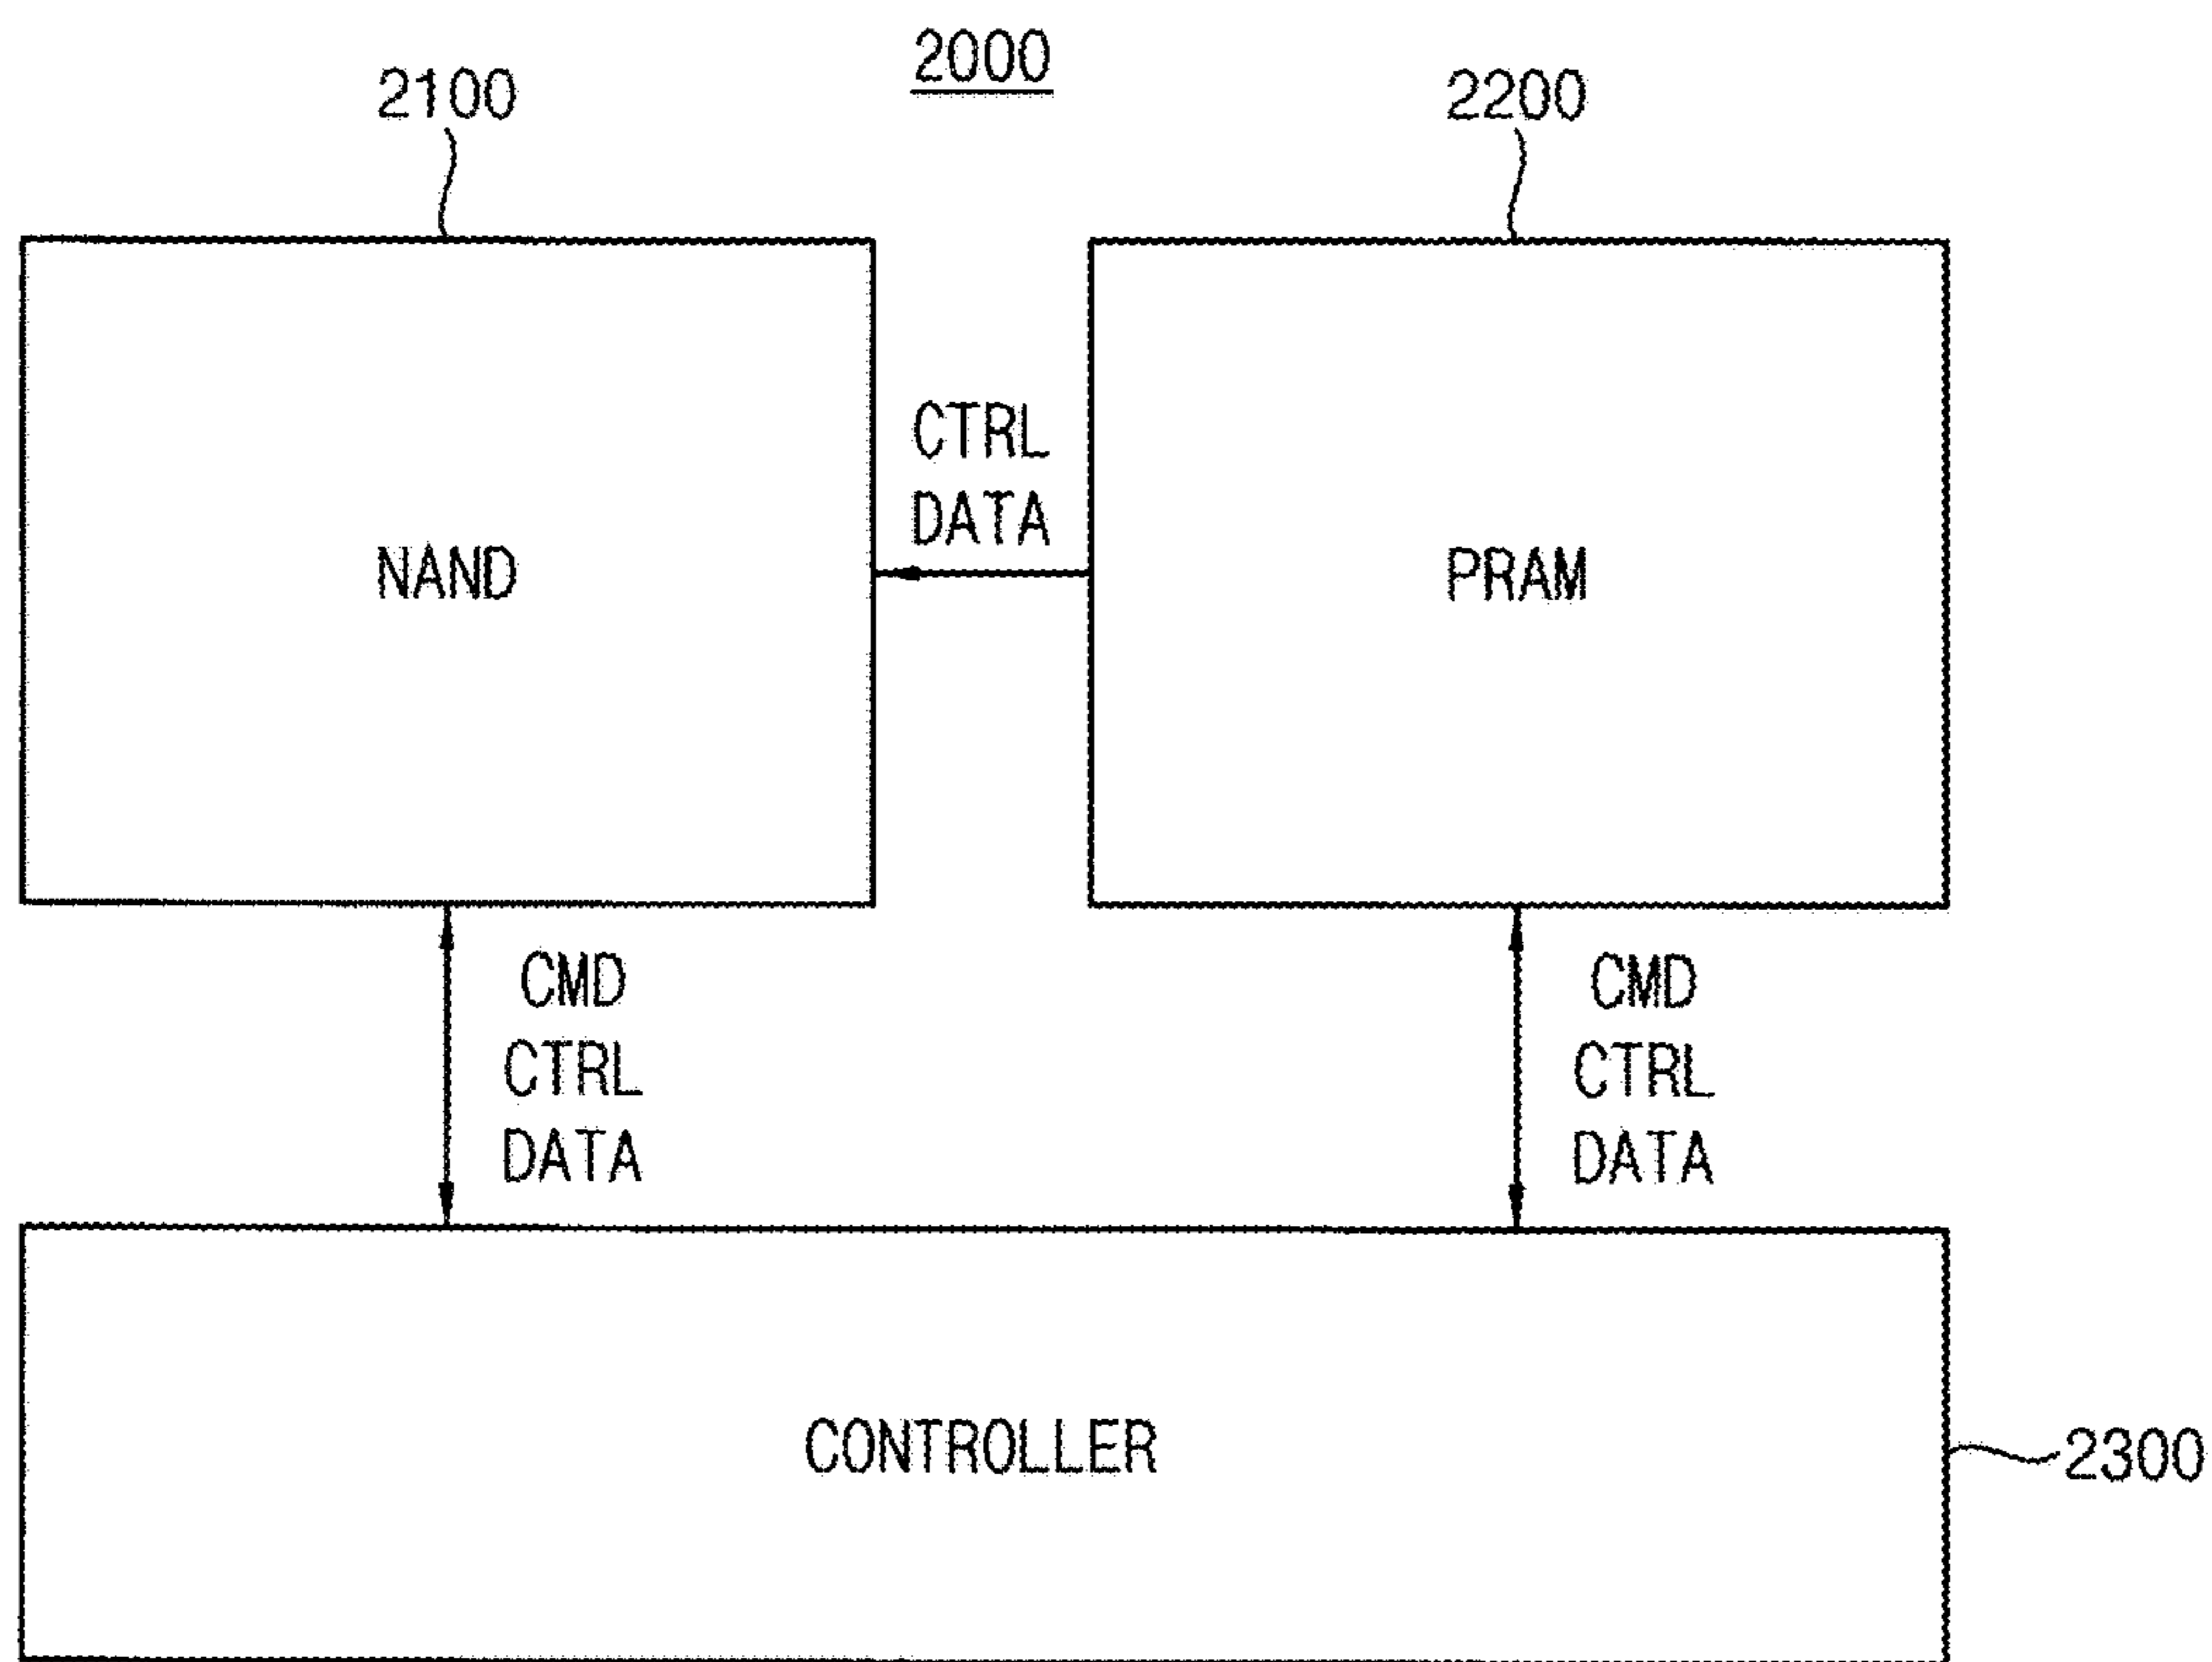 2000
2100
2200
CTRL
DATA
NAND
PRAM
CMD
CTRL
DATA
CMD
CTRL
DATA
CONTROLLER
2300